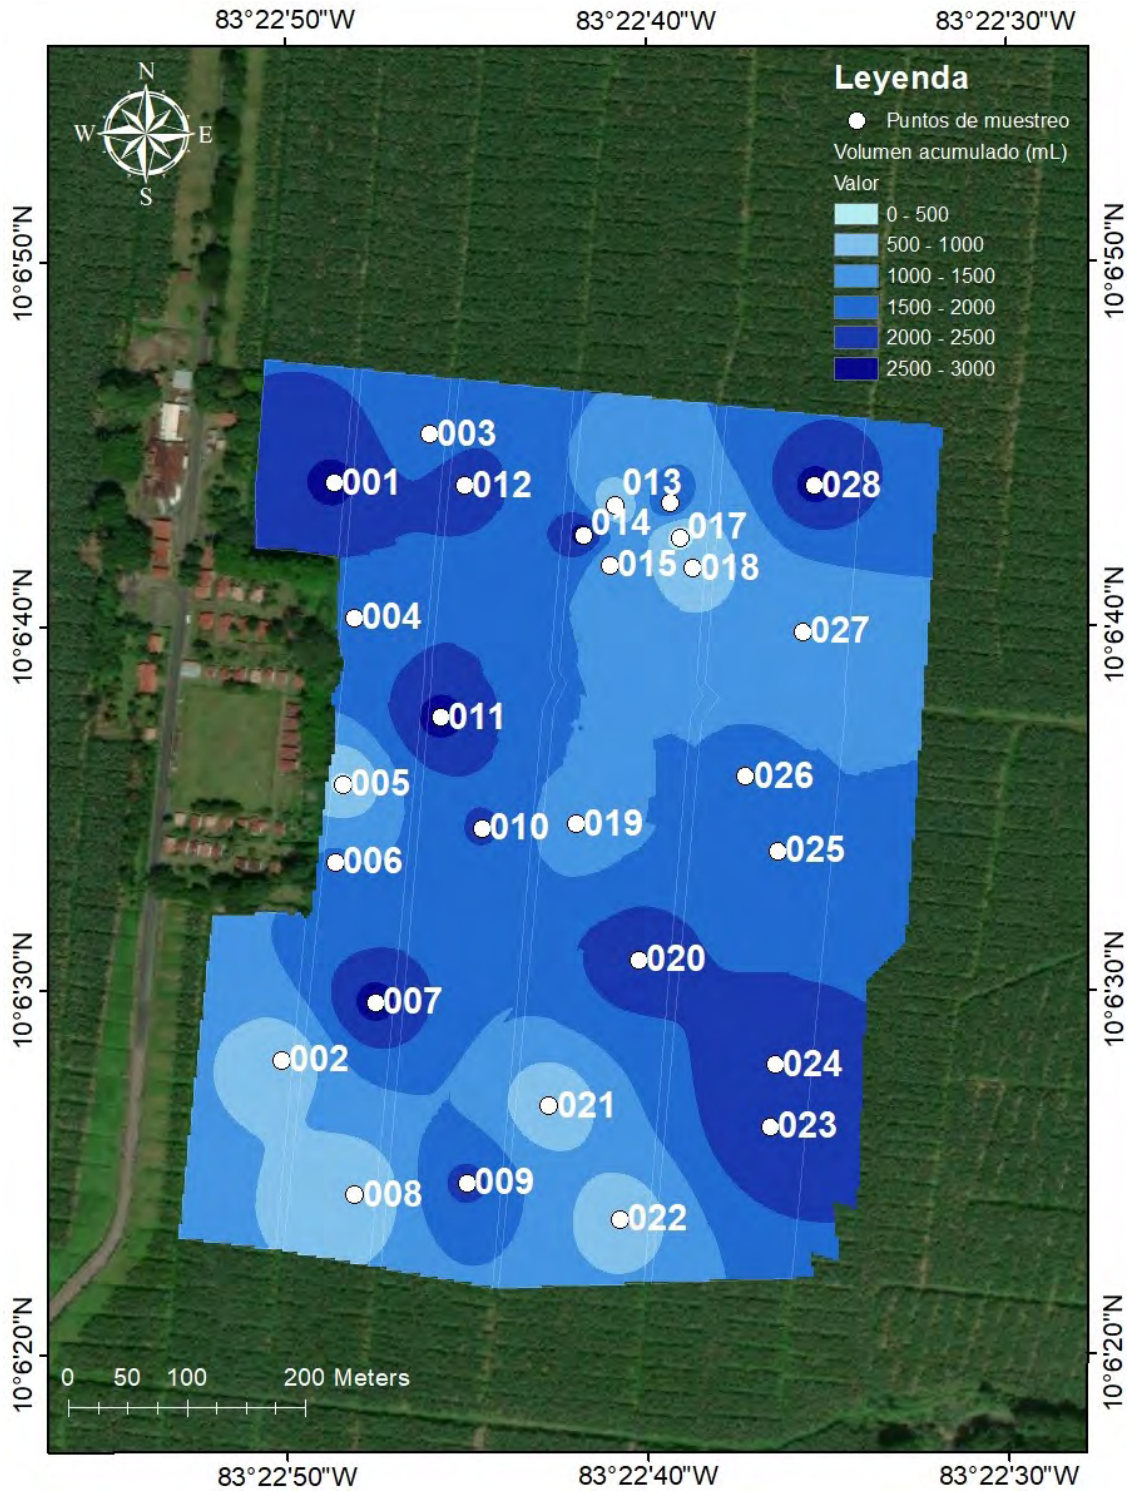 83°22'50"W 83°22'40"W 83°22'30"W
N
W E
S
Leyenda
Puntos de muestreo
Volumen acumulado (mL)
Valor
0 - 500
500 - 1000
1000 - 1500
1500 - 2000
2000 - 2500
2500 - 3000
10°6'50"N 10°6'50"N
003
001 012 013 028
014 017
015 018
004 027
10°6'40"N 10°6'40"N
011
005 026
010 019
006 025
020
10°6'30"N 10°6'30"N
007
002 024
021
023
008 009
022
10°6'20"N 10°6'20"N
0 50 100 200 Meters
83°22'50"W 83°22'40"W 83°22'30"W